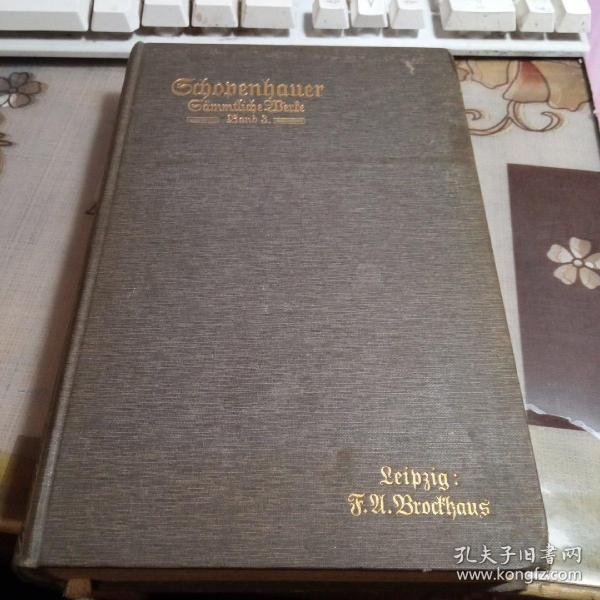 Schopenhauer
Sämmtliche Werke
Band 3.
Leipzig:
F. A. Brockhaus
孔夫子旧书网
www.kongfz.com